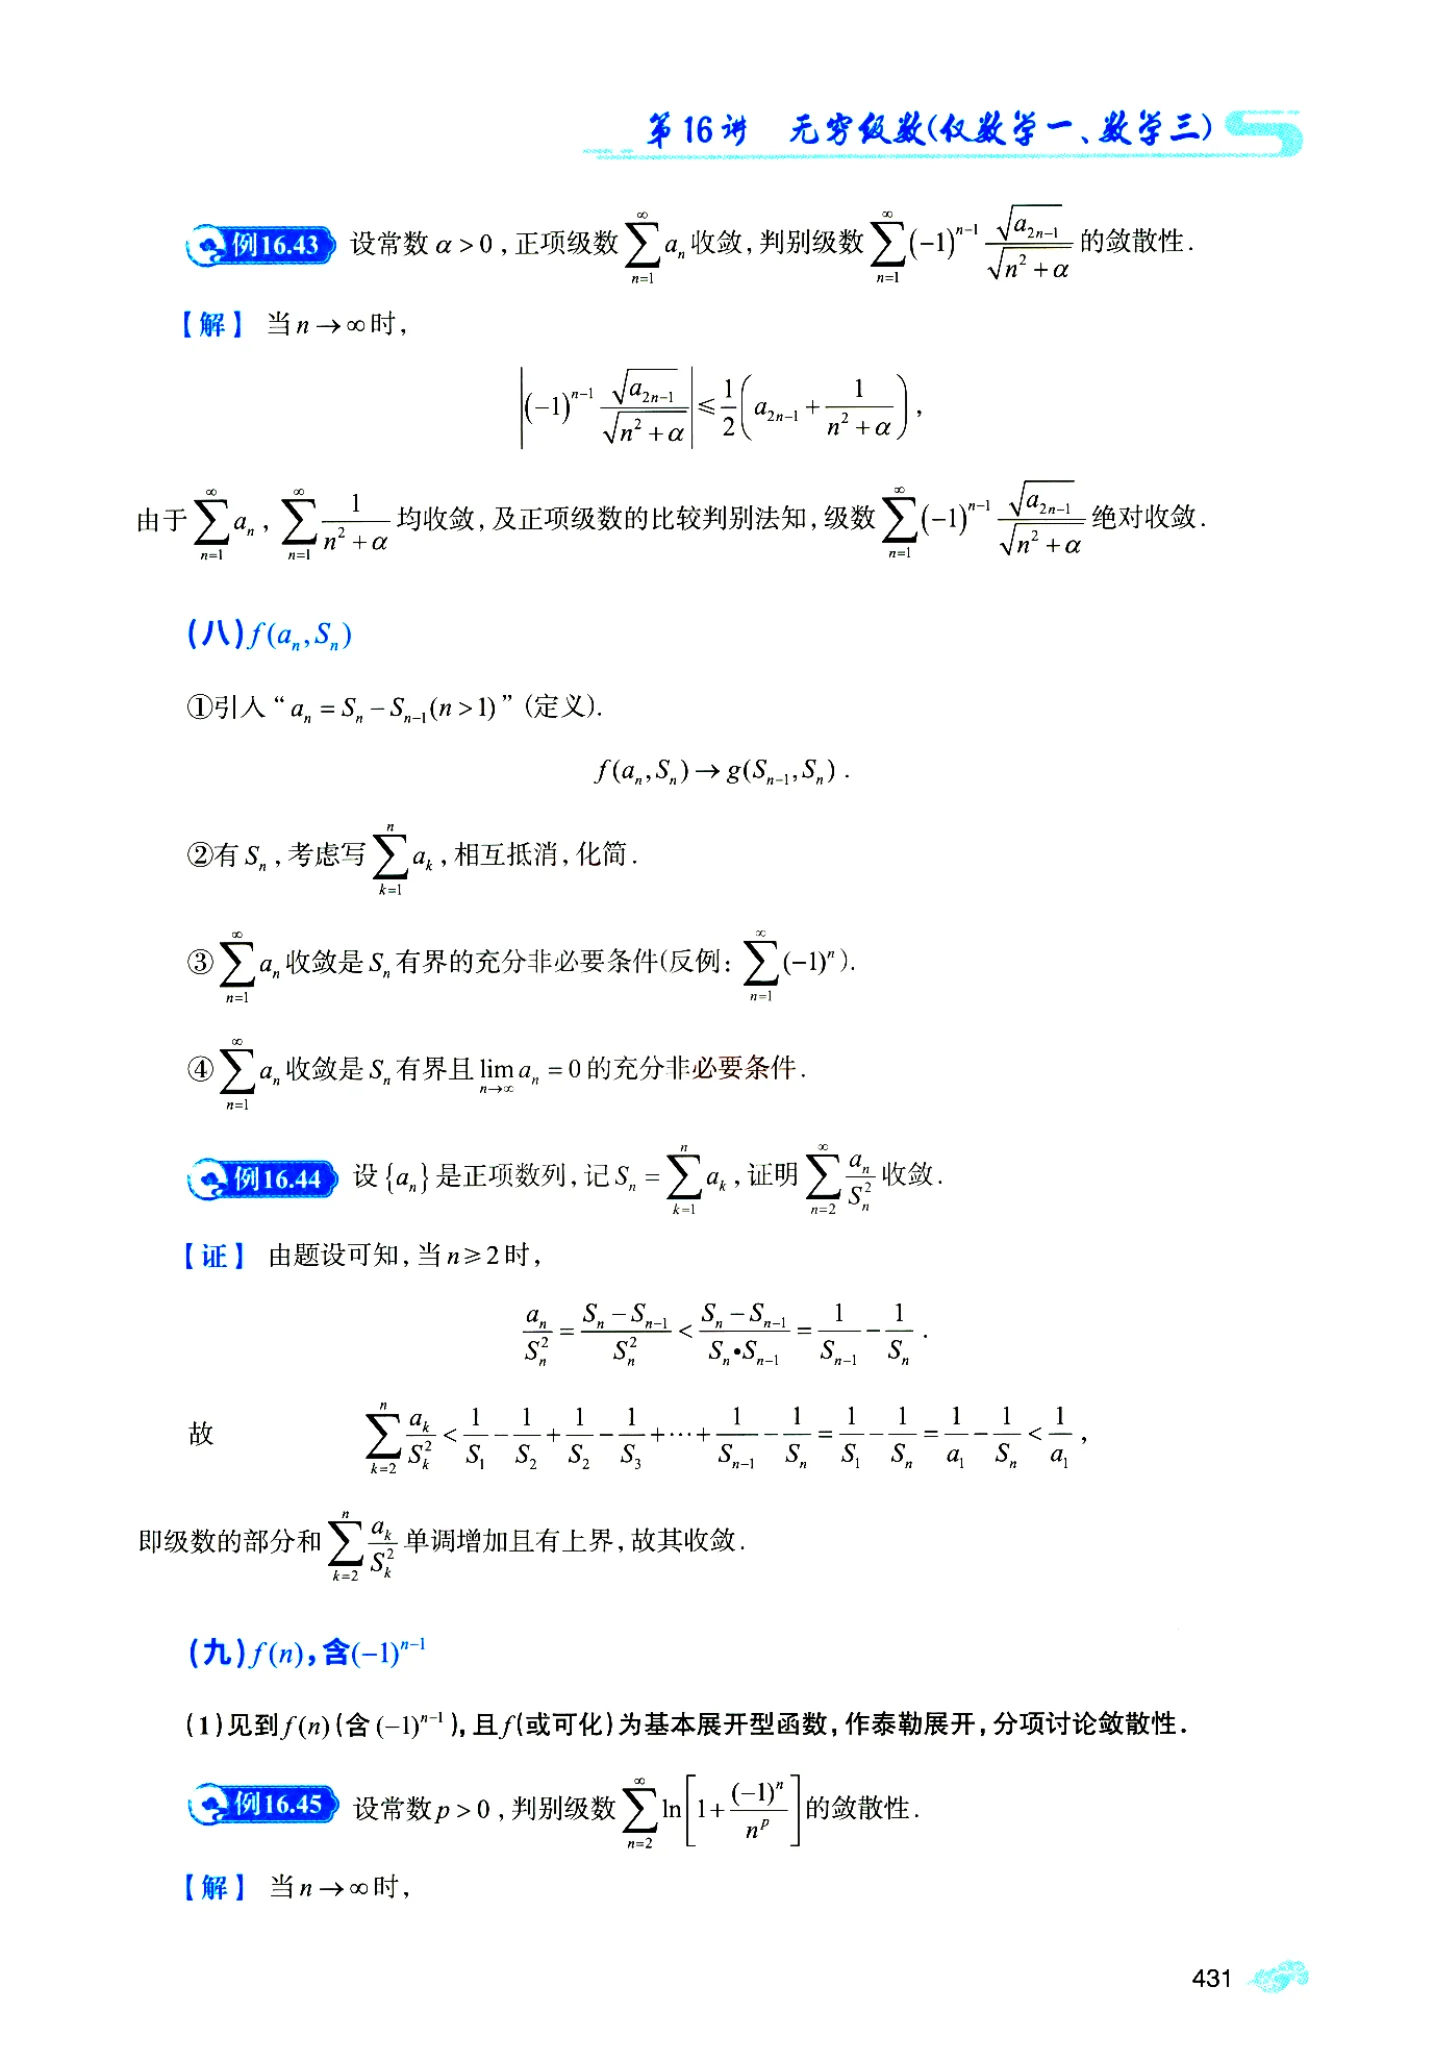 第16讲 无穷级数(仅数学一、数学三)
例16.43 设常数 α > 0 , 正项级数 $\sum_{n=1}^{\infty} a_n$ 收敛, 判别级数 $\sum_{n=1}^{\infty} (-1)^{n-1} \frac{\sqrt{a_{2n-1}}}{\sqrt{n^2+\alpha}}$ 的敛散性.
【解】 当 n → ∞ 时,
$\left| (-1)^{n-1} \frac{\sqrt{a_{2n-1}}}{\sqrt{n^2+\alpha}} \right| \leqslant \frac{1}{2} \left( a_{2n-1} + \frac{1}{n^2+\alpha} \right)$,
由于 $\sum_{n=1}^{\infty} a_n$, $\sum_{n=1}^{\infty} \frac{1}{n^2+\alpha}$ 均收敛, 及正项级数的比较判别法知, 级数 $\sum_{n=1}^{\infty} (-1)^{n-1} \frac{\sqrt{a_{2n-1}}}{\sqrt{n^2+\alpha}}$ 绝对收敛.
(八) $f(a_n, S_n)$
①引入“$a_n = S_n - S_{n-1}(n>1)$”(定义).
$f(a_n, S_n) \to g(S_{n-1}, S_n)$ .
②有 $S_n$ , 考虑写 $\sum_{k=1}^{n} a_k$ , 相互抵消, 化简.
③ $\sum_{n=1}^{\infty} a_n$ 收敛是 $S_n$ 有界的充分非必要条件(反例: $\sum_{n=1}^{\infty} (-1)^n$ ).
④ $\sum_{n=1}^{\infty} a_n$ 收敛是 $S_n$ 有界且 $\lim_{n \to \infty} a_n = 0$ 的充分非必要条件.
例16.44 设 $\{a_n\}$ 是正项数列, 记 $S_n = \sum_{k=1}^{n} a_k$ , 证明 $\sum_{n=2}^{\infty} \frac{a_n}{S_n^2}$ 收敛.
【证】 由题设可知, 当 n ⩾ 2 时,
$\frac{a_n}{S_n^2} = \frac{S_n - S_{n-1}}{S_n^2} < \frac{S_n - S_{n-1}}{S_n \bullet S_{n-1}} = \frac{1}{S_{n-1}} - \frac{1}{S_n}$ .
故 $\sum_{k=2}^{n} \frac{a_k}{S_k^2} < \frac{1}{S_1} - \frac{1}{S_2} + \frac{1}{S_2} - \frac{1}{S_3} + \cdots + \frac{1}{S_{n-1}} - \frac{1}{S_n} = \frac{1}{S_1} - \frac{1}{S_n} = \frac{1}{a_1} - \frac{1}{S_n} < \frac{1}{a_1}$ ,
即级数的部分和 $\sum_{k=2}^{n} \frac{a_k}{S_k^2}$ 单调增加且有上界, 故其收敛.
(九) $f(n)$, 含 $(-1)^{n-1}$
(1)见到 $f(n)$ (含 $(-1)^{n-1}$ ), 且 f (或可化)为基本展开型函数, 作泰勒展开, 分项讨论敛散性.
例16.45 设常数 p > 0 , 判别级数 $\sum_{n=2}^{\infty} \ln \left[ 1 + \frac{(-1)^n}{n^p} \right]$ 的敛散性.
【解】 当 n → ∞ 时,
431